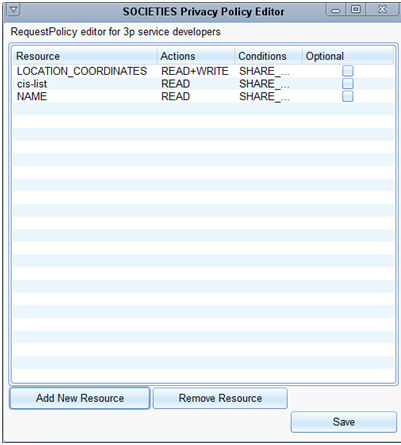 SOCIETIES Privacy Policy Editor
RequestPolicy editor for 3p service developers
Resource Actions Conditions Optional
LOCATION_COORDINATES READ+WRITE SHARE_...
cis-list READ SHARE_...
NAME READ SHARE_...
Add New Resource Remove Resource
Save